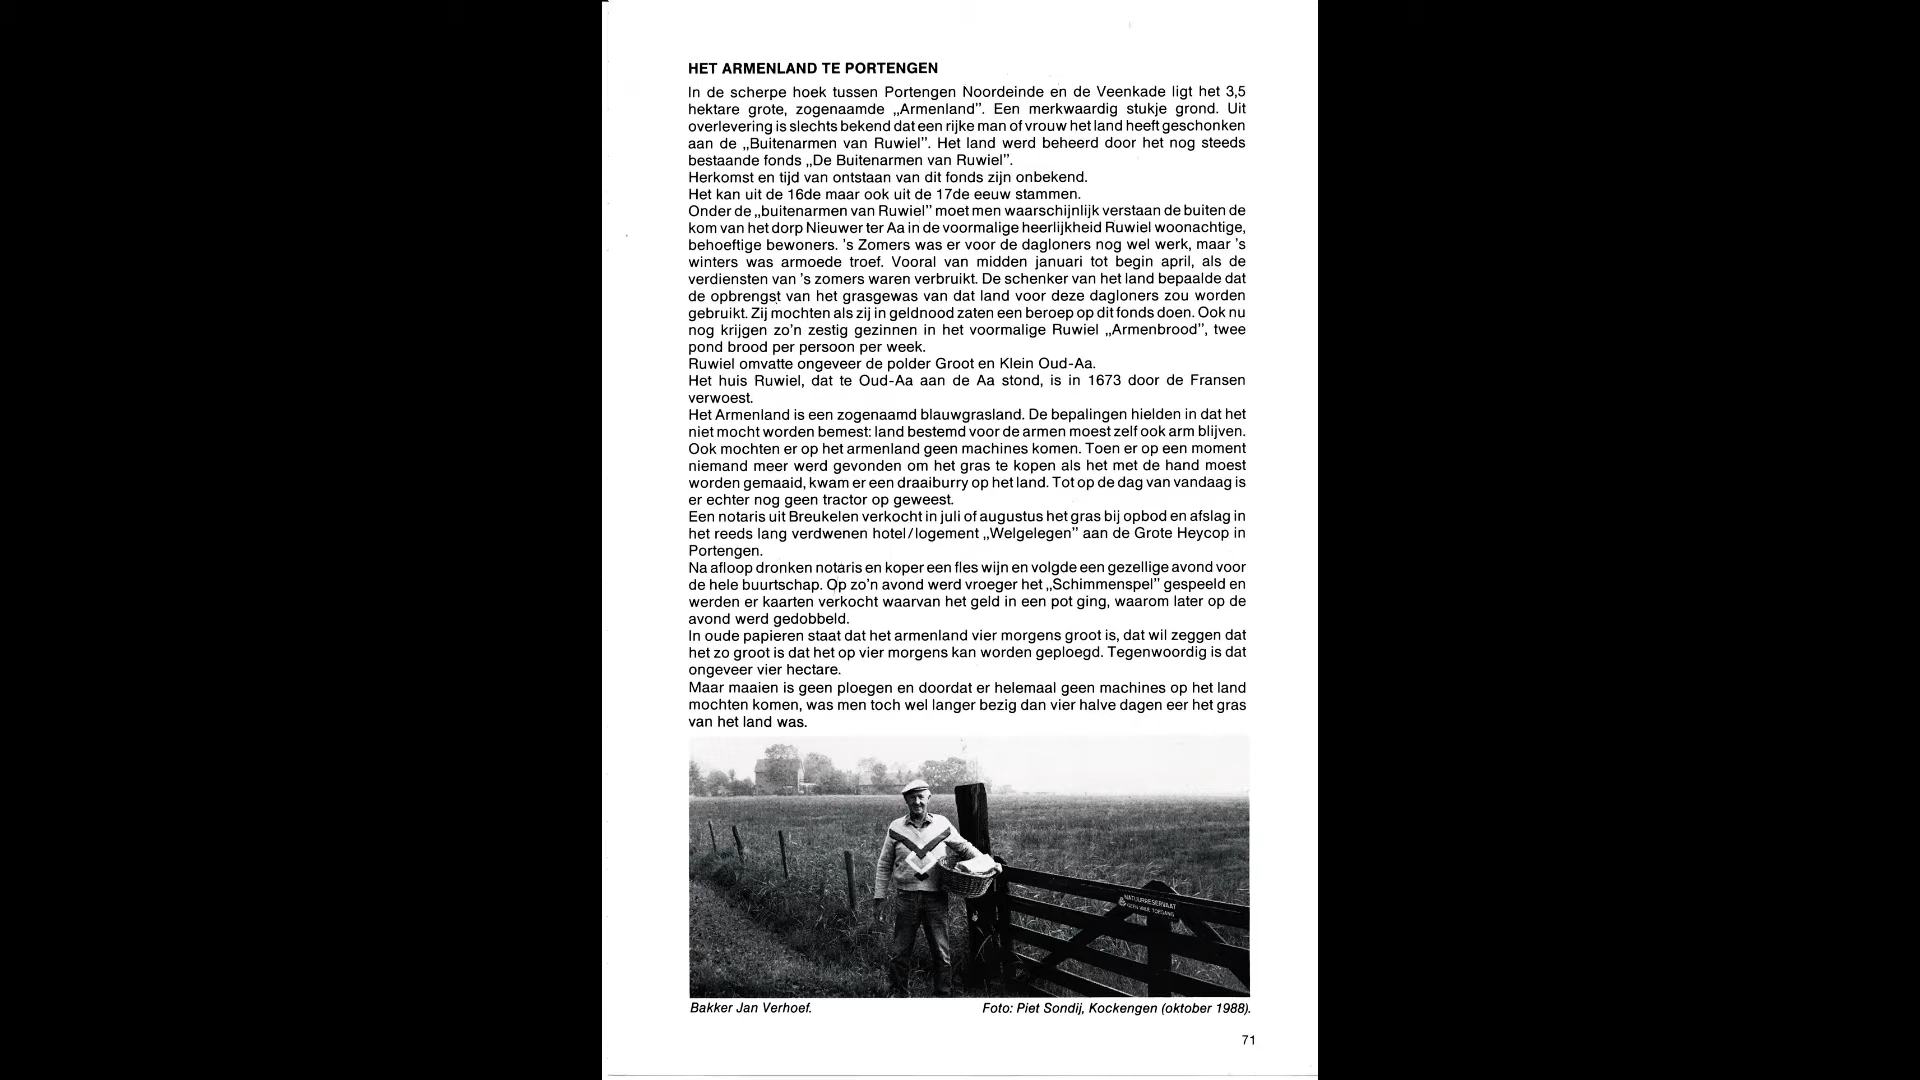 HET ARMENLAND TE PORTENGEN
In de scherpe hoek tussen Portengen Noordeinde en de Veenkade ligt het 3,5
hektare grote, zogenaamde „Armenland”. Een merkwaardig stukje grond. Uit
overlevering is slechts bekend dat een rijke man of vrouw het land heeft geschonken
aan de „Buitenarmen van Ruwiel”. Het land werd beheerd door het nog steeds
bestaande fonds „De Buitenarmen van Ruwiel”.
Herkomst en tijd van ontstaan van dit fonds zijn onbekend.
Het kan uit de 16de maar ook uit de 17de eeuw stammen.
Onder de „buitenarmen van Ruwiel” moet men waarschijnlijk verstaan de buiten de
kom van het dorp Nieuwer ter Aa in de voormalige heerlijkheid Ruwiel woonachtige,
behoeftige bewoners. 's Zomers was er voor de dagloners nog wel werk, maar 's
winters was armoede troef. Vooral van midden januari tot begin april, als de
verdiensten van 's zomers waren verbruikt. De schenker van het land bepaalde dat
de opbrengst van het grasgewas van dat land voor deze dagloners zou worden
gebruikt. Zij mochten als zij in geldnood zaten een beroep op dit fonds doen. Ook nu
nog krijgen zo'n zestig gezinnen in het voormalige Ruwiel „Armenbrood”, twee
pond brood per persoon per week.
Ruwiel omvatte ongeveer de polder Groot en Klein Oud-Aa.
Het huis Ruwiel, dat te Oud-Aa aan de Aa stond, is in 1673 door de Fransen
verwoest.
Het Armenland is een zogenaamd blauwgrasland. De bepalingen hielden in dat het
niet mocht worden bemest: land bestemd voor de armen moest zelf ook arm blijven.
Ook mochten er op het armenland geen machines komen. Toen er op een moment
niemand meer werd gevonden om het gras te kopen als het met de hand moest
worden gemaaid, kwam er een draaiburry op het land. Tot op de dag van vandaag is
er echter nog geen tractor op geweest.
Een notaris uit Breukelen verkocht in juli of augustus het gras bij opbod en afslag in
het reeds lang verdwenen hotel/logement „Welgelegen” aan de Grote Heycop in
Portengen.
Na afloop dronken notaris en koper een fles wijn en volgde een gezellige avond voor
de hele buurtschap. Op zo'n avond werd vroeger het „Schimmenspel” gespeeld en
werden er kaarten verkocht waarvan het geld in een pot ging, waarom later op de
avond werd gedobbeld.
In oude papieren staat dat het armenland vier morgens groot is, dat wil zeggen dat
het zo groot is dat het op vier morgens kan worden geploegd. Tegenwoordig is dat
ongeveer vier hectare.
Maar maaien is geen ploegen en doordat er helemaal geen machines op het land
mochten komen, was men toch wel langer bezig dan vier halve dagen eer het gras
van het land was.
NATUURRESERVAAT
GEEN VRIJE TOEGANG
Bakker Jan Verhoef. Foto: Piet Sondij, Kockengen (oktober 1988).
71